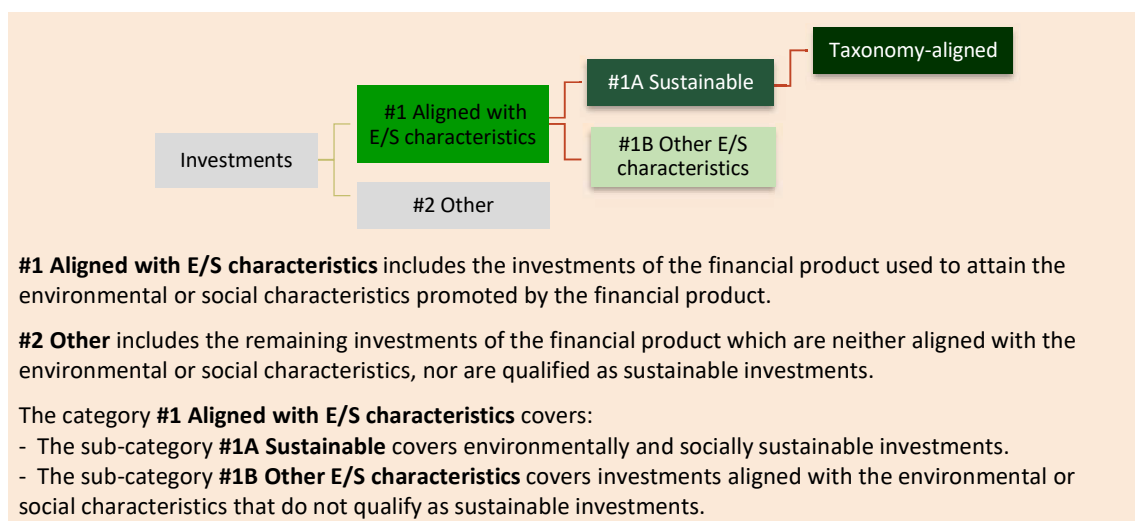 Taxonomy-aligned
#1A Sustainable
#1 Aligned with
E/S characteristics
#1B Other E/S
characteristics
Investments
#2 Other
#1 Aligned with E/S characteristics includes the investments of the financial product used to attain the
environmental or social characteristics promoted by the financial product.
#2 Other includes the remaining investments of the financial product which are neither aligned with the
environmental or social characteristics, nor are qualified as sustainable investments.
The category #1 Aligned with E/S characteristics covers:
- The sub-category #1A Sustainable covers environmentally and socially sustainable investments.
- The sub-category #1B Other E/S characteristics covers investments aligned with the environmental or
social characteristics that do not qualify as sustainable investments.